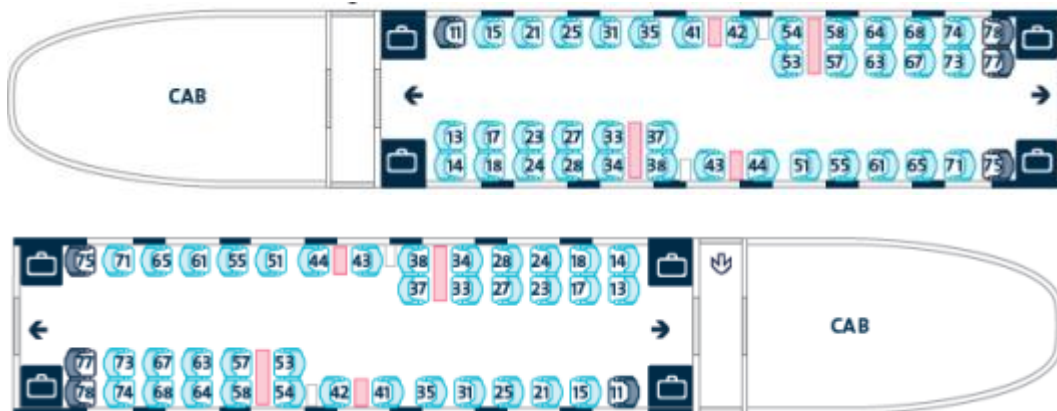 11 15 21 25 31 35 41 42 54 58 64 68 74 78
53 57 63 67 73 77
CAB
13 17 23 27 33 37
14 18 24 28 34 38 43 44 51 55 61 65 71 75
75 71 65 61 55 51 44 43 38 34 28 24 18 14
37 33 27 23 17 13
CAB
77 73 67 63 57 53
78 74 68 64 58 54 42 41 35 31 25 21 15 11